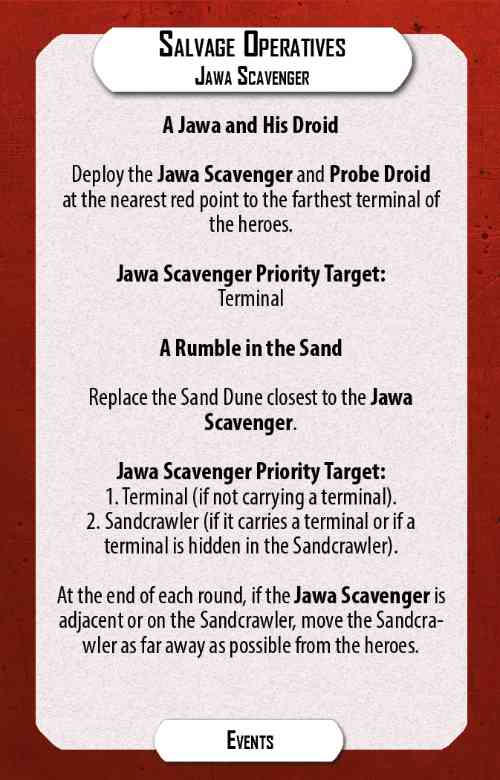 Salvage Operatives
Jawa Scavenger
A Jawa and His Droid
Deploy the Jawa Scavenger and Probe Droid
at the nearest red point to the farthest terminal of
the heroes.
Jawa Scavenger Priority Target:
Terminal
A Rumble in the Sand
Replace the Sand Dune closest to the Jawa
Scavenger.
Jawa Scavenger Priority Target:
1. Terminal (if not carrying a terminal).
2. Sandcrawler (if it carries a terminal or if a
terminal is hidden in the Sandcrawler).
At the end of each round, if the Jawa Scavenger is
adjacent or on the Sandcrawler, move the Sandcra-
wler as far away as possible from the heroes.
Events